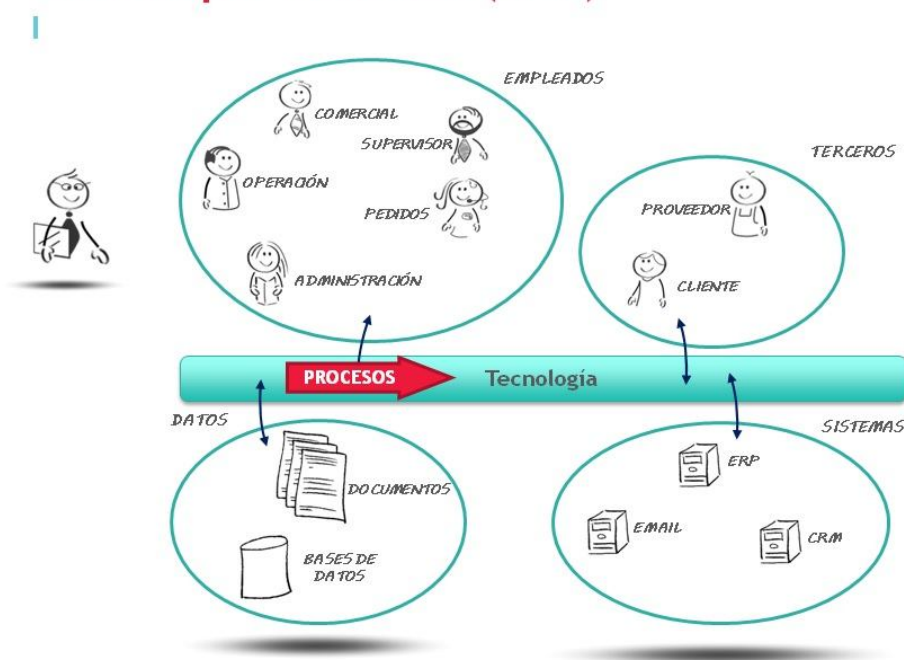 EMPLEADOS
COMERCIAL
SUPERVISOR
OPERACIÓN
PEDIDOS
ADMINISTRACIÓN
TERCEROS
PROVEEDOR
CLIENTE
PROCESOS
Tecnología
DATOS
DOCUMENTOS
BASES DE
DATOS
SISTEMAS
ERP
EMAIL
CRM